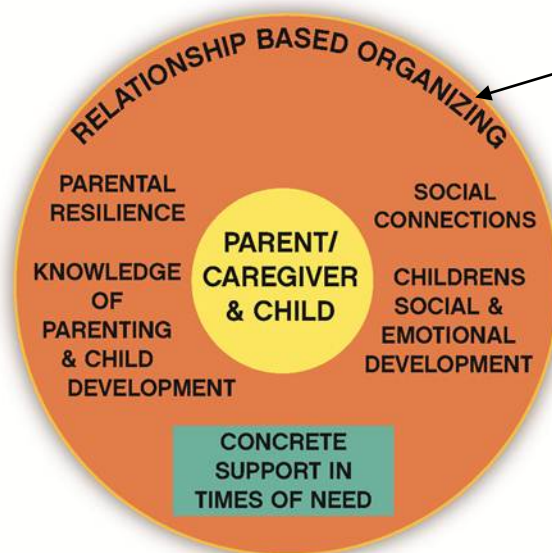 RELATIONSHIP BASED ORGANIZING
PARENTAL
RESILIENCE
SOCIAL
CONNECTIONS
PARENT/
CAREGIVER
& CHILD
KNOWLEDGE
OF
PARENTING
& CHILD
DEVELOPMENT
CHILDRENS
SOCIAL &
EMOTIONAL
DEVELOPMENT
CONCRETE
SUPPORT IN
TIMES OF NEED